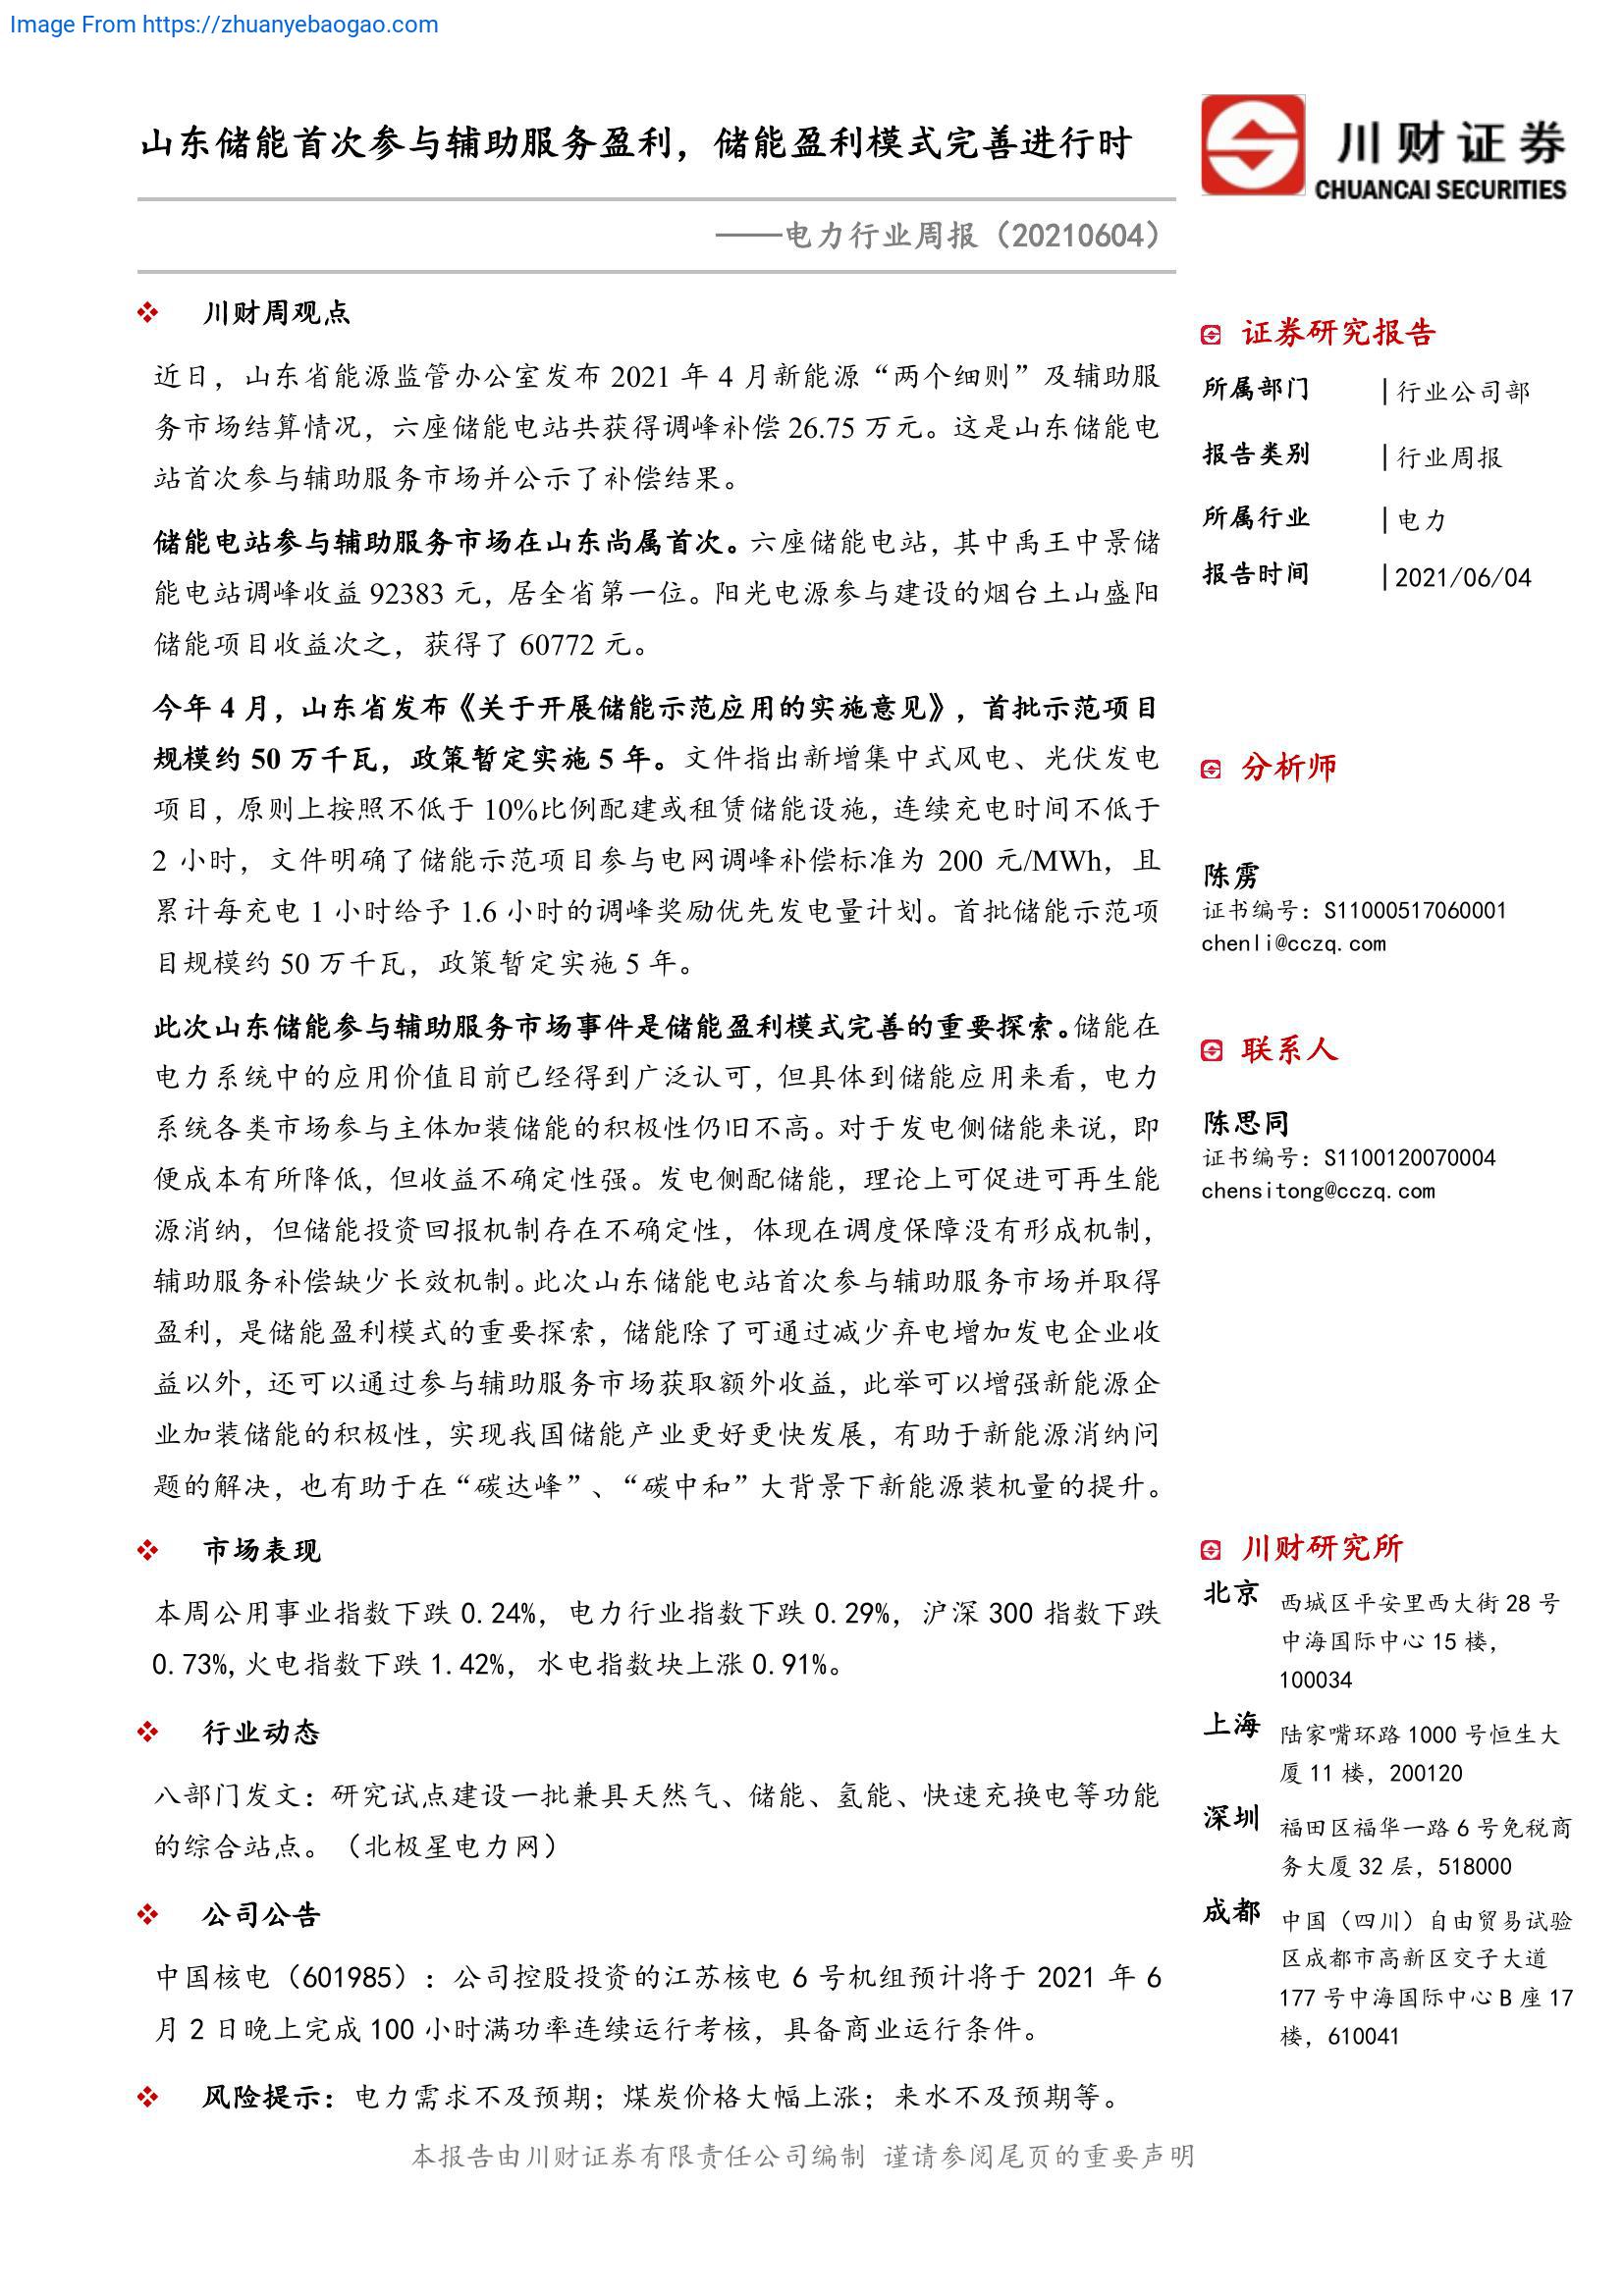 Image From https://zhuanyebaogao.com
山东储能首次参与辅助服务盈利，储能盈利模式完善进行时
——电力行业周报（20210604）
川财证券
CHUANCAI SECURITIES
❖ 川财周观点
近日，山东省能源监管办公室发布 2021 年 4 月新能源“两个细则”及辅助服
务市场结算情况，六座储能电站共获得调峰补偿 26.75 万元。这是山东储能电
站首次参与辅助服务市场并公示了补偿结果。
储能电站参与辅助服务市场在山东尚属首次。六座储能电站，其中禹王中景储
能电站调峰收益 92383 元，居全省第一位。阳光电源参与建设的烟台土山盛阳
储能项目收益次之，获得了 60772 元。
今年 4 月，山东省发布《关于开展储能示范应用的实施意见》，首批示范项目
规模约 50 万千瓦，政策暂定实施 5 年。文件指出新增集中式风电、光伏发电
项目，原则上按照不低于 10%比例配建或租赁储能设施，连续充电时间不低于
2 小时，文件明确了储能示范项目参与电网调峰补偿标准为 200 元/MWh，且
累计每充电 1 小时给予 1.6 小时的调峰奖励优先发电量计划。首批储能示范项
目规模约 50 万千瓦，政策暂定实施 5 年。
此次山东储能参与辅助服务市场事件是储能盈利模式完善的重要探索。储能在
电力系统中的应用价值目前已经得到广泛认可，但具体到储能应用来看，电力
系统各类市场参与主体加装储能的积极性仍旧不高。对于发电侧储能来说，即
便成本有所降低，但收益不确定性强。发电侧配储能，理论上可促进可再生能
源消纳，但储能投资回报机制存在不确定性，体现在调度保障没有形成机制，
辅助服务补偿缺少长效机制。此次山东储能电站首次参与辅助服务市场并取得
盈利，是储能盈利模式的重要探索，储能除了可通过减少弃电增加发电企业收
益以外，还可以通过参与辅助服务市场获取额外收益，此举可以增强新能源企
业加装储能的积极性，实现我国储能产业更好更快发展，有助于新能源消纳问
题的解决，也有助于在“碳达峰”、“碳中和”大背景下新能源装机量的提升。
❖ 市场表现
本周公用事业指数下跌 0.24%，电力行业指数下跌 0.29%，沪深 300 指数下跌
0.73%,火电指数下跌 1.42%，水电指数块上涨 0.91%。
❖ 行业动态
八部门发文：研究试点建设一批兼具天然气、储能、氢能、快速充换电等功能
的综合站点。（北极星电力网）
❖ 公司公告
中国核电（601985）：公司控股投资的江苏核电 6 号机组预计将于 2021 年 6
月 2 日晚上完成 100 小时满功率连续运行考核，具备商业运行条件。
❖ 风险提示：电力需求不及预期；煤炭价格大幅上涨；来水不及预期等。
证券研究报告
所属部门 |行业公司部
报告类别 |行业周报
所属行业 |电力
报告时间 |2021/06/04
分析师
陈雳
证书编号：S11000517060001
chenli@cczq.com
联系人
陈思同
证书编号：S1100120070004
chensitong@cczq.com
川财研究所
北京 西城区平安里西大街 28 号
中海国际中心 15 楼，
100034
上海 陆家嘴环路 1000 号恒生大
厦 11 楼，200120
深圳 福田区福华一路 6 号免税商
务大厦 32 层，518000
成都 中国（四川）自由贸易试验
区成都市高新区交子大道
177 号中海国际中心 B 座 17
楼，610041
本报告由川财证券有限责任公司编制 谨请参阅尾页的重要声明